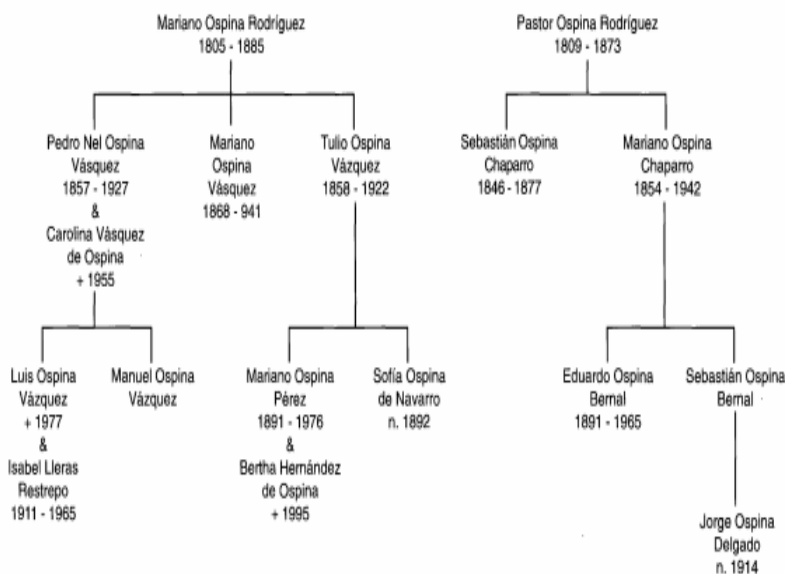 Mariano Ospina Rodríguez
1805 - 1885
Pastor Ospina Rodríguez
1809 - 1873
Pedro Nel Ospina
Vásquez
1857 - 1927
&
Carolina Vásquez
de Ospina
+ 1955
Mariano
Ospina
Vásquez
1868 - 941
Tulio Ospina
Vázquez
1858 - 1922
Sebastián Ospina
Chaparro
1846 - 1877
Mariano Ospina
Chaparro
1854 - 1942
Luis Ospina
Vázquez
+ 1977
&
Isabel Lleras
Restrepo
1911 - 1965
Manuel Ospina
Vázquez
Mariano Ospina
Pérez
1891 - 1976
&
Bertha Hernández
de Ospina
+ 1995
Sofía Ospina
de Navarro
n. 1892
Eduardo Ospina
Bernal
1891 - 1965
Sebastián Ospina
Bernal
Jorge Ospina
Delgado
n. 1914